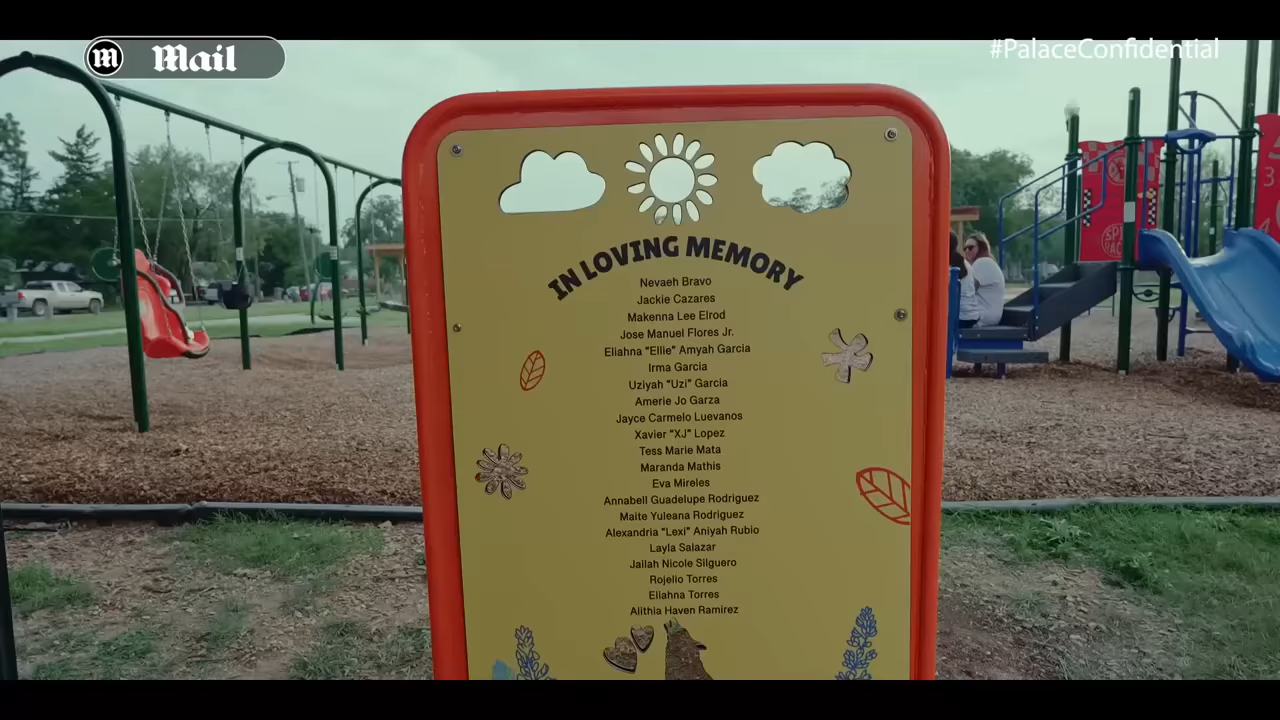 Mail
#PalaceConfidential
IN LOVING MEMORY
Nevaeh Bravo
Jackie Cazares
Makenna Lee Elrod
Jose Manuel Flores Jr.
Eliahna "Ellie" Amyah Garcia
Irma Garcia
Uziyah "Uzi" Garcia
Amerie Jo Garza
Jayce Carmelo Luevanos
Xavier "XJ" Lopez
Tess Marie Mata
Maranda Mathis
Eva Mireles
Annabell Guadelupe Rodriguez
Maite Yuleana Rodriguez
Alexandria "Lexi" Aniyah Rubio
Layla Salazar
Jailah Nicole Silguero
Rojelio Torres
Eliahna Torres
Alithia Haven Ramirez